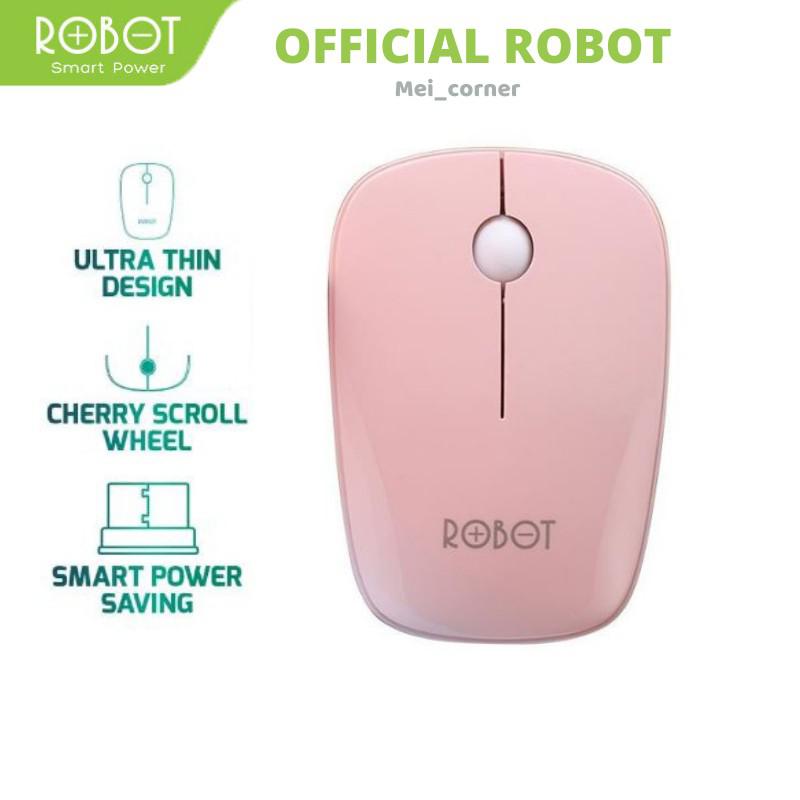 ROBOT
Smart Power
OFFICIAL ROBOT
Mei_corner
ULTRA THIN
DESIGN
CHERRY SCROLL
WHEEL
SMART POWER
SAVING
ROBOT